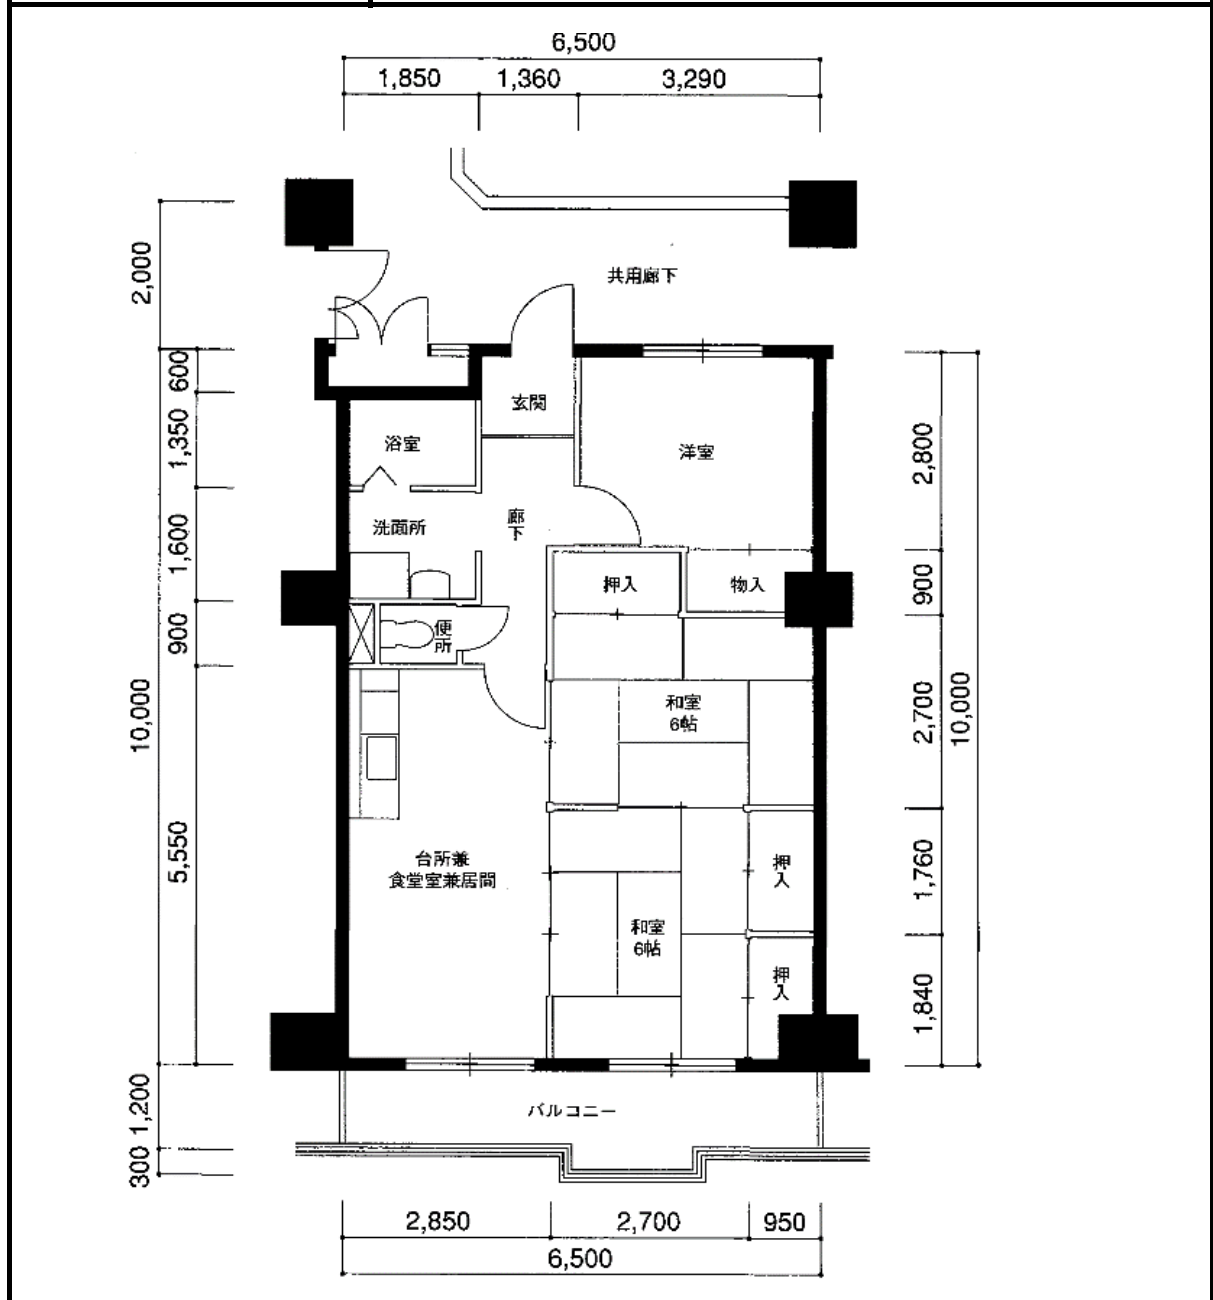 6,500
1,850
1,360
3,290
2,000
共用廊下
600
1,350
1,600
900
5,550
10,000
玄関
浴室
洋室
洗面所
廊
下
押入
物入
便
所
和室
6帖
台所兼
食堂室兼居間
和室
6帖
押
入
押
入
2,800
900
2,700
1,760
1,840
10,000
バルコニー
1,200
300
2,850
2,700
950
6,500